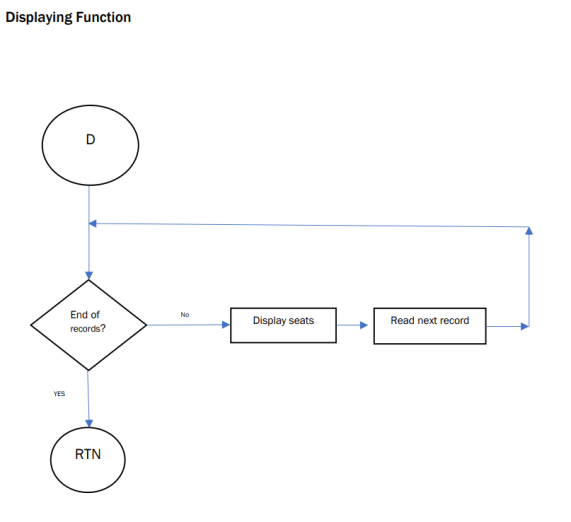 Displaying Function
D
End of
records?
No
Display seats
Read next record
YES
RTN